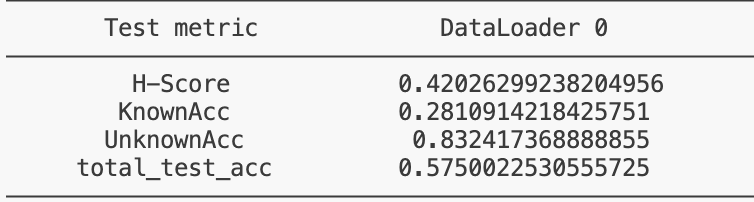 Test metric DataLoader 0
H-Score 0.42026299238204956
KnownAcc 0.2810914218425751
UnknownAcc 0.832417368888855
total_test_acc 0.5750022530555725